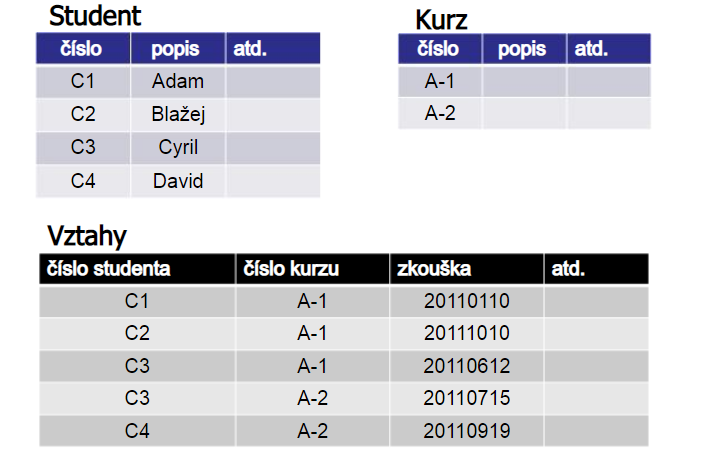 Student
číslo popis atd.
C1 Adam
C2 Blažej
C3 Cyril
C4 David
Kurz
číslo popis atd.
A-1
A-2
Vztahy
číslo studenta číslo kurzu zkouška atd.
C1 A-1 20110110
C2 A-1 20111010
C3 A-1 20110612
C3 A-2 20110715
C4 A-2 20110919